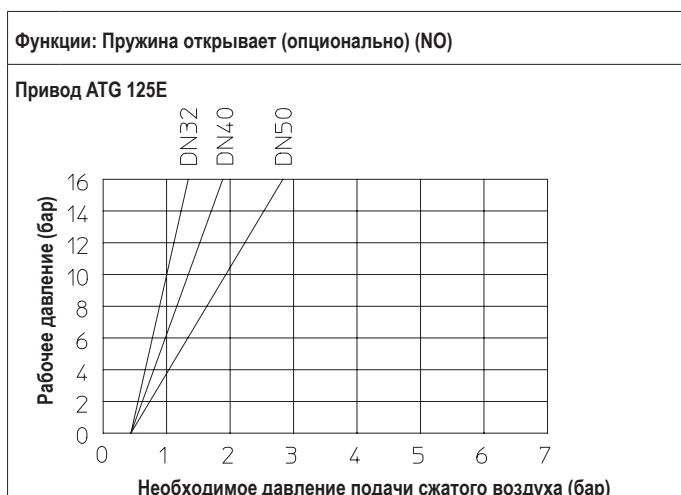 Функции: Пружина открывает (опционально) (NO)
Привод ATG 125E
DN32
DN40
DN50
Рабочее давление (бар)
16
14
12
10
8
6
4
2
0
0 1 2 3 4 5 6 7
Необходимое давление подачи сжатого воздуха (бар)